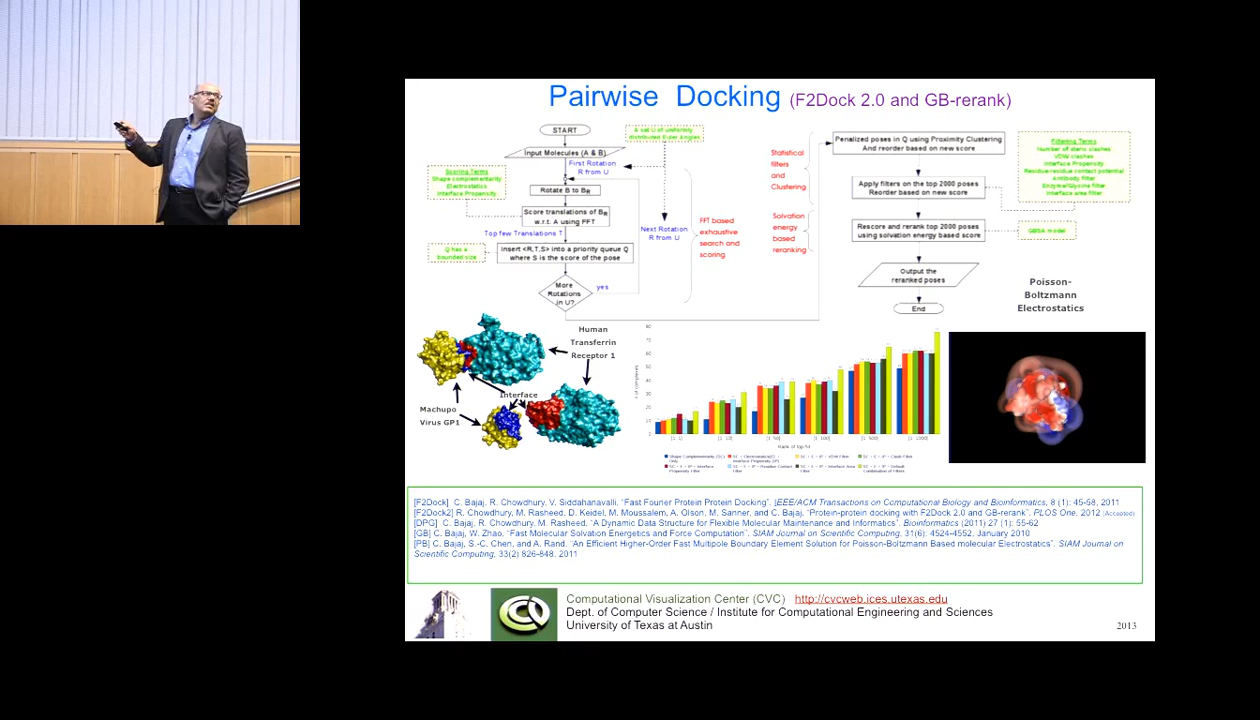 Pairwise Docking (F2Dock 2.0 and GB-rerank)
START
A set U of uniformly
distributed Euler Angles
Input Molecules (A & B)
First Rotation
R from U
Scoring Terms
Shape complementarity
Electrostatics
Interface Propensity
Rotate B to BR
Score translations of BR
w.r.t. A using FFT
Next Rotation
R from U
Top few Translations T
Q has a
bounded size
Insert <R,T,S> into a priority queue Q
where S is the score of the pose
More
Rotations
in U?
yes
FFT based
exhaustive
search and
scoring
Statistical
filters
and
Clustering
Solvation
energy
based
reranking
Penalized poses in Q using Proximity Clustering
And reorder based on new score
Apply filters on the top 2000 poses
Reorder based on new score
Rescore and rerank top 2000 poses
using solvation energy based score
Output the
reranked poses
End
Filtering Terms
Number of steric clashes
VDW clashes
Interface Propensity
Residue-residue contact potential
Antibody filter
Enzyme/Glycine filter
Interface area filter
GBSA model
Poisson-
Boltzmann
Electrostatics
Human
Transferrin
Receptor 1
Interface
Machupo
Virus GP1
[F2Dock] C. Bajaj, R. Chowdhury, V. Siddahanavalli, “Fast Fourier Protein Protein Docking”, IEEE/ACM Transactions on Computational Biology and Bioinformatics, 8 (1): 45-58, 2011
[F2Dock2] R. Chowdhury, M. Rasheed, D. Keidel, M. Moussalem, A. Olson, M. Sanner, and C. Bajaj, “Protein-protein docking with F2Dock 2.0 and GB-rerank”. PLOS One, 2012 (Accepted)
[DPG] C. Bajaj, R. Chowdhury, M. Rasheed, “A Dynamic Data Structure for Flexible Molecular Maintenance and Informatics”. Bioinformatics (2011) 27 (1): 55-62
[GB] C. Bajaj, W. Zhao, “Fast Molecular Solvation Energetics and Force Computation”. SIAM Journal on Scientific Computing, 31(6): 4524-4552, January 2010
[PB] C. Bajaj, S.-C. Chen, and A. Rand, “An Efficient Higher-Order Fast Multipole Boundary Element Solution for Poisson-Boltzmann Based molecular Electrostatics”. SIAM Journal on
Scientific Computing, 33(2) 826-848, 2011
Computational Visualization Center (CVC) http://cvcweb.ices.utexas.edu
Dept. of Computer Science / Institute for Computational Engineering and Sciences
University of Texas at Austin
2013